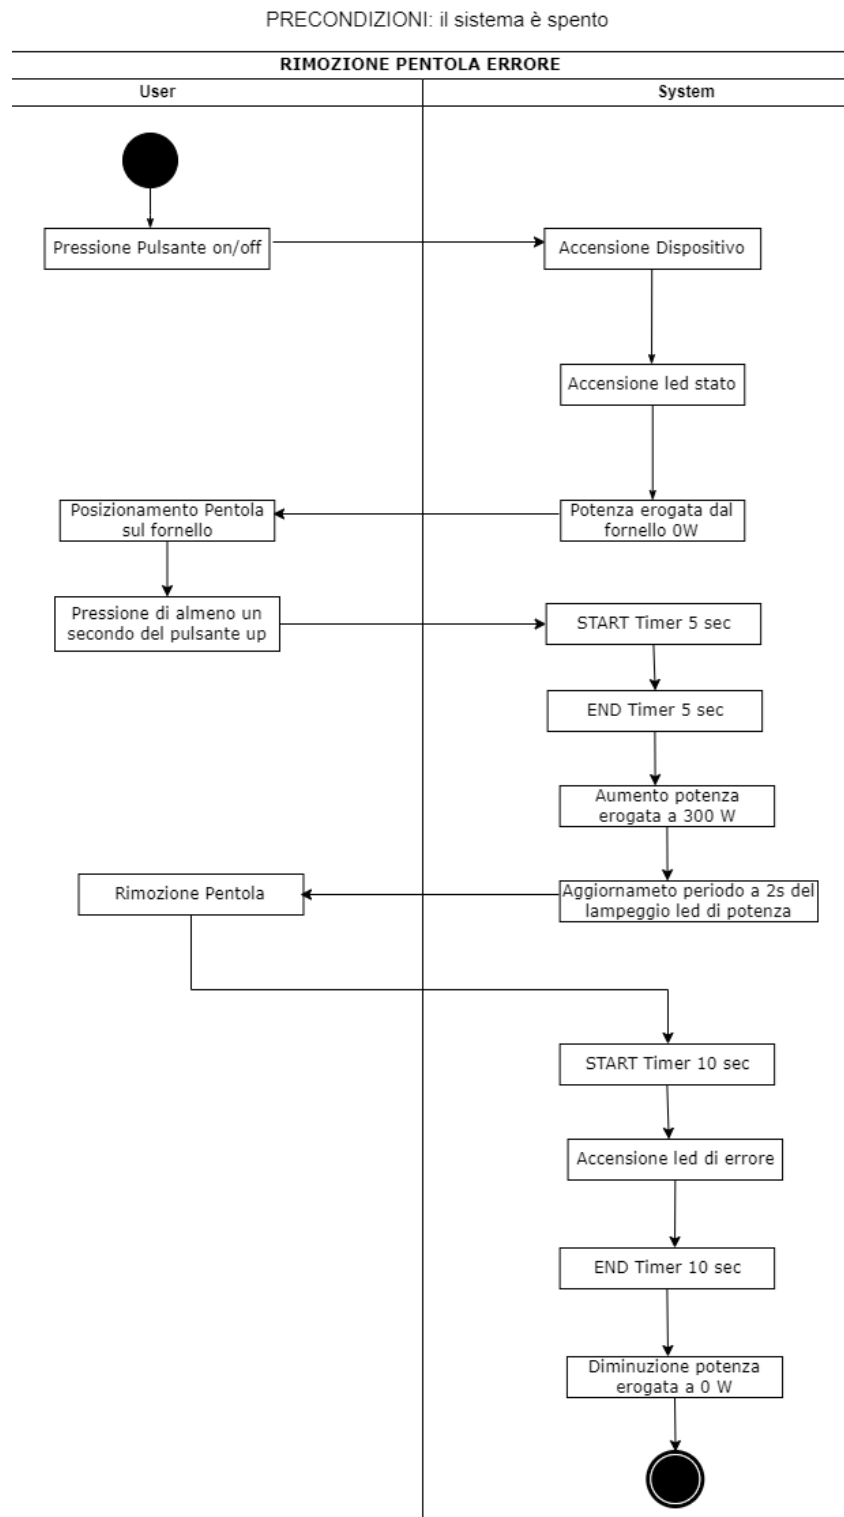 PRECONDIZIONI: il sistema è spento
RIMOZIONE PENTOLA ERRORE
User
System
Pressione Pulsante on/off
Accensione Dispositivo
Accensione led stato
Posizionamento Pentola
sul fornello
Potenza erogata dal
fornello 0W
Pressione di almeno un
secondo del pulsante up
START Timer 5 sec
END Timer 5 sec
Aumento potenza
erogata a 300 W
Rimozione Pentola
Aggiornameto periodo a 2s del
lampeggio led di potenza
START Timer 10 sec
Accensione led di errore
END Timer 10 sec
Diminuzione potenza
erogata a 0 W